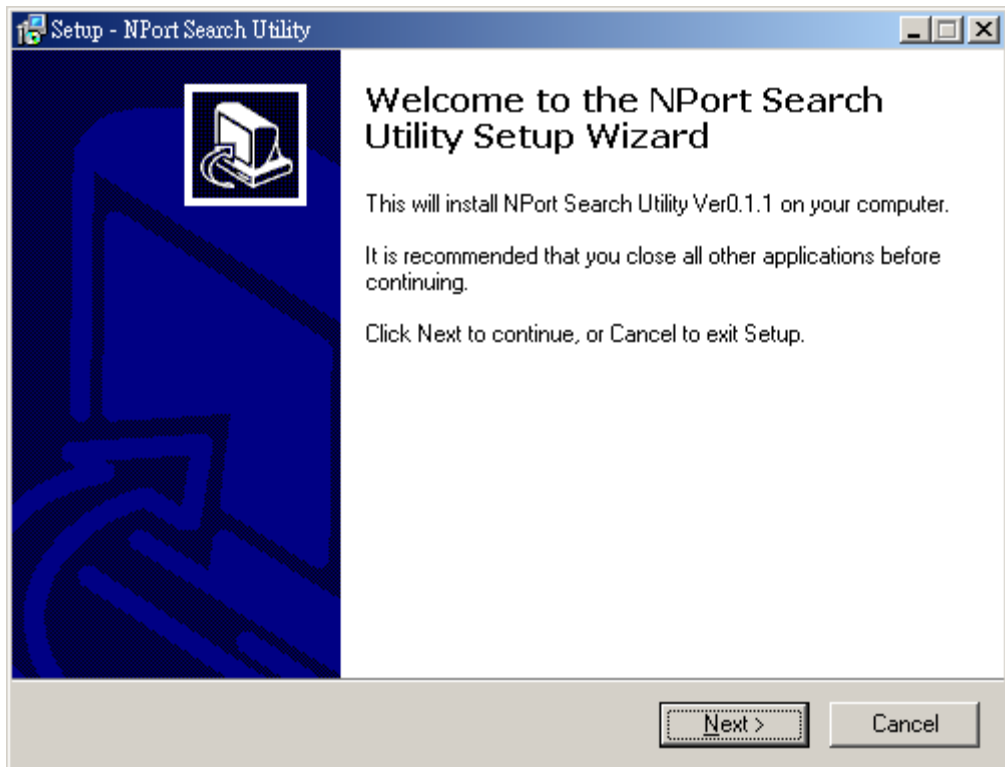 Setup - NPort Search Utility
Welcome to the NPort Search
Utility Setup Wizard
This will install NPort Search Utility Ver0.1.1 on your computer.
It is recommended that you close all other applications before
continuing.
Click Next to continue, or Cancel to exit Setup.
Next >
Cancel